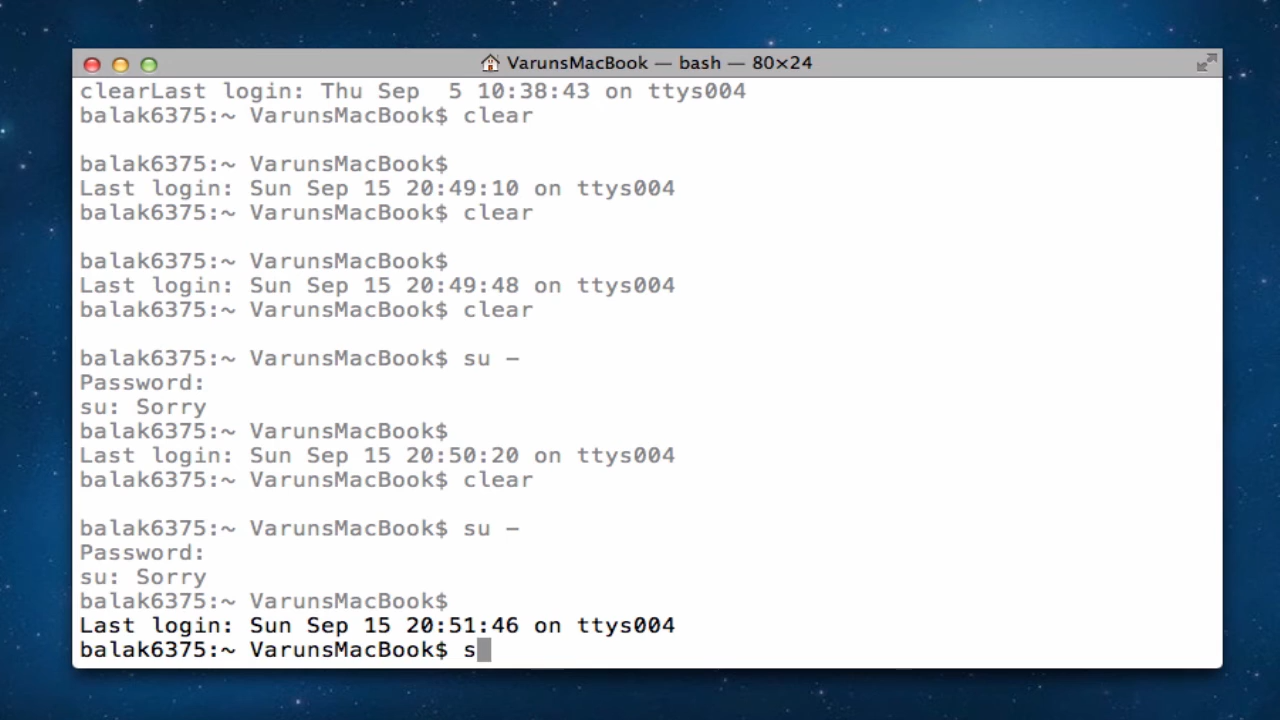 VarunsMacBook — bash — 80×24
clearLast login: Thu Sep  5 10:38:43 on ttys004
balak6375:~ VarunsMacBook$ clear
balak6375:~ VarunsMacBook$
Last login: Sun Sep 15 20:49:10 on ttys004
balak6375:~ VarunsMacBook$ clear
balak6375:~ VarunsMacBook$
Last login: Sun Sep 15 20:49:48 on ttys004
balak6375:~ VarunsMacBook$ clear
balak6375:~ VarunsMacBook$ su -
Password:
su: Sorry
balak6375:~ VarunsMacBook$
Last login: Sun Sep 15 20:50:20 on ttys004
balak6375:~ VarunsMacBook$ clear
balak6375:~ VarunsMacBook$ su -
Password:
su: Sorry
balak6375:~ VarunsMacBook$
Last login: Sun Sep 15 20:51:46 on ttys004
balak6375:~ VarunsMacBook$ s